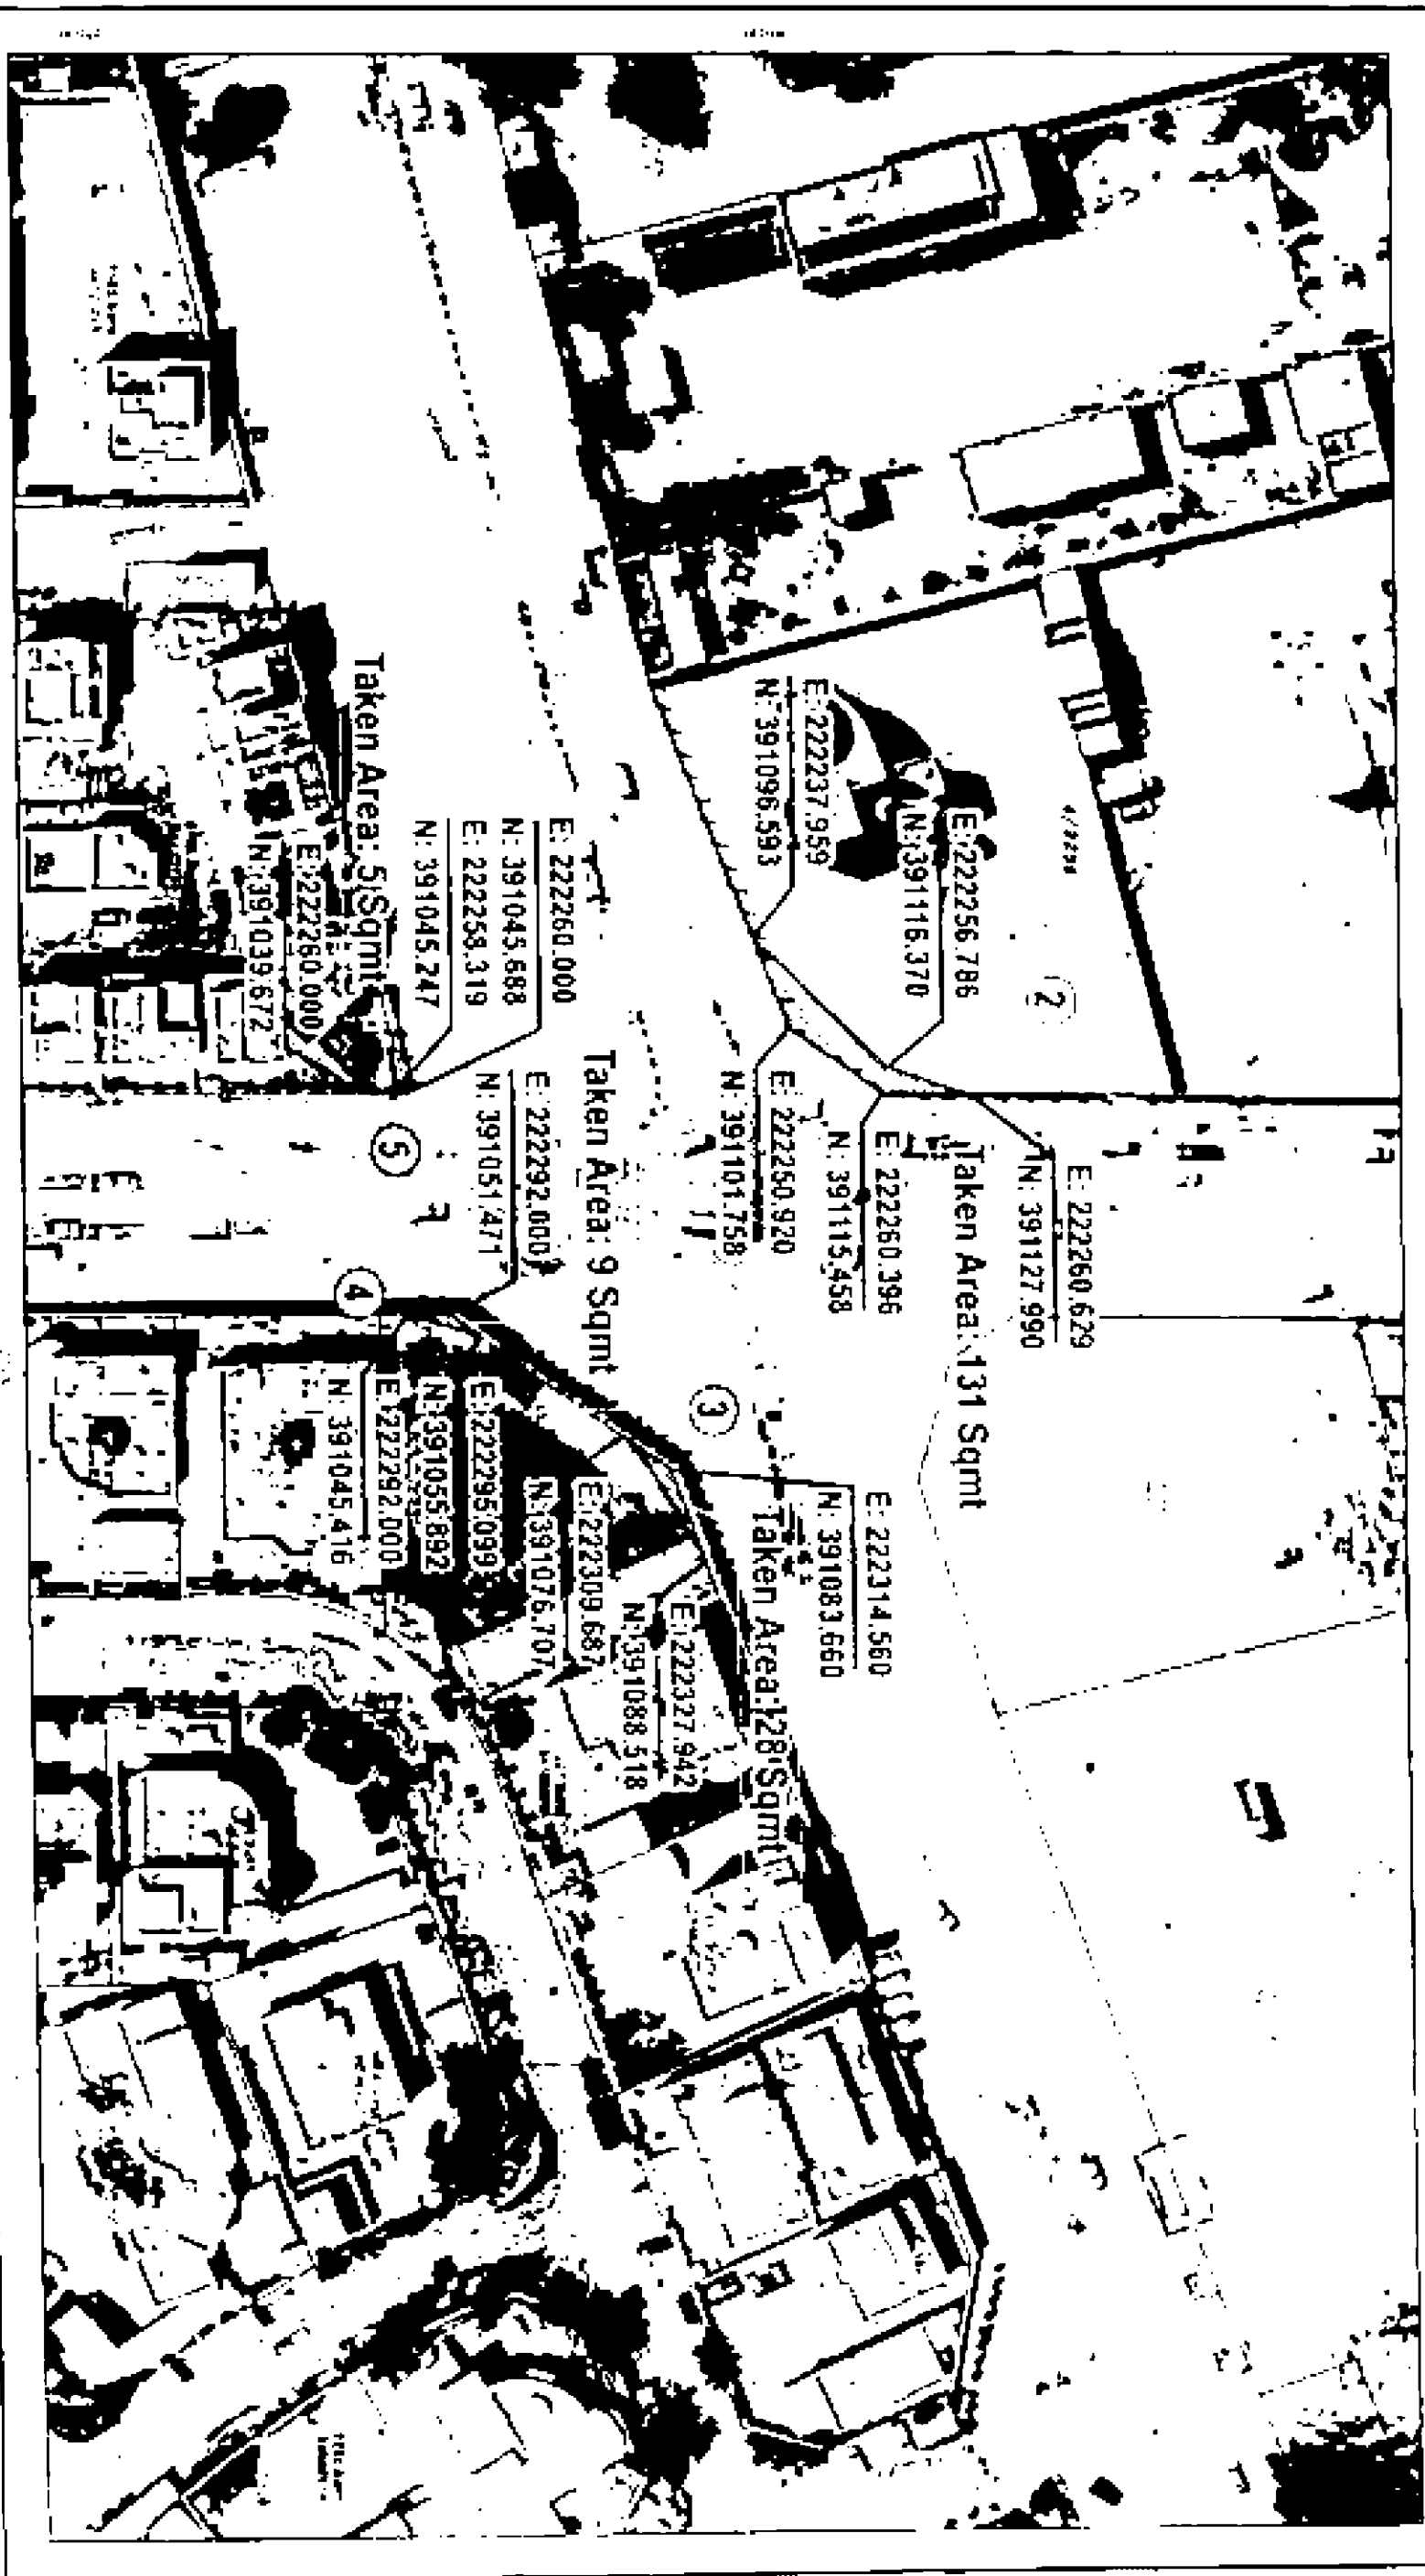 E: 222256.786
N: 391116.370
E: 222237.959
N: 391096.593
2
E: 222260.629
N: 391127.990
Taken Area: 131 Sqmt
E: 222260.396
N: 391115.458
E: 222250.920
N: 391101.758
E: 222260.000
N: 391045.688
E: 222258.319
N: 391045.247
Taken Area: 5 Sqmt
E: 222260.000
N: 391039.672
Taken Area: 9 Sqmt
E: 222292.000
N: 391051.471
5
4
3
E: 222314.560
N: 391083.660
Taken Area: 128 Sqmt
E: 222327.942
N: 391088.518
E: 222309.687
N: 391076.707
E: 222295.099
N: 391055.892
E: 222292.000
N: 391045.416